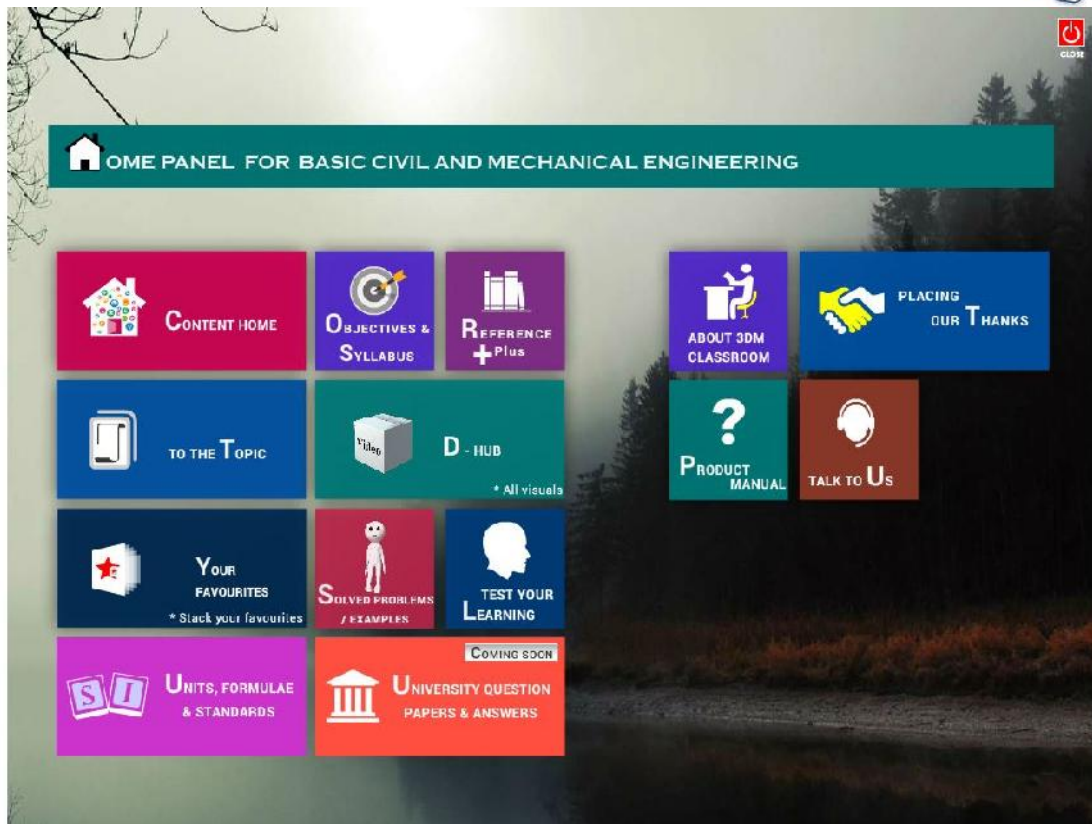 CLOSE
OME PANEL FOR BASIC CIVIL AND MECHANICAL ENGINEERING
CONTENT HOME
OBJECTIVES &
SYLLABUS
REFERENCE
+Plus
ABOUT 3DM
CLASSROOM
PLACING
OUR THANKS
TO THE TOPIC
Video
D - HUB
* All visuals
PRODUCT
MANUAL
TALK TO US
YOUR
FAVOURITES
* Stack your favourites
SOLVED PROBLEMS
/ EXAMPLES
TEST YOUR
LEARNING
SI
UNITS, FORMULAE
& STANDARDS
COMING SOON
UNIVERSITY QUESTION
PAPERS & ANSWERS